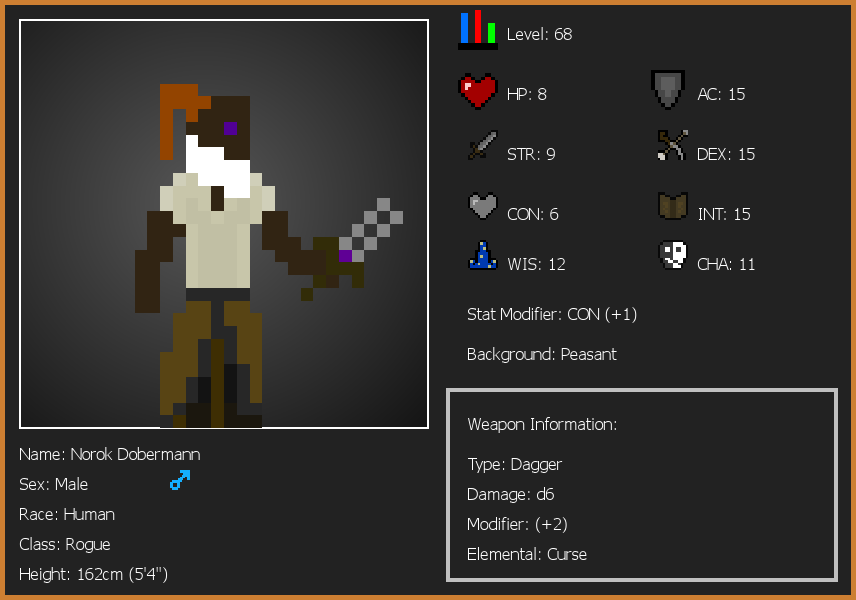 Level: 68
HP: 8
AC: 15
STR: 9
DEX: 15
CON: 6
INT: 15
WIS: 12
CHA: 11
Stat Modifier: CON (+1)
Background: Peasant
Weapon Information:
Type: Dagger
Damage: d6
Modifier: (+2)
Elemental: Curse
Name: Norok Dobermann
Sex: Male
Race: Human
Class: Rogue
Height: 162cm (5'4")